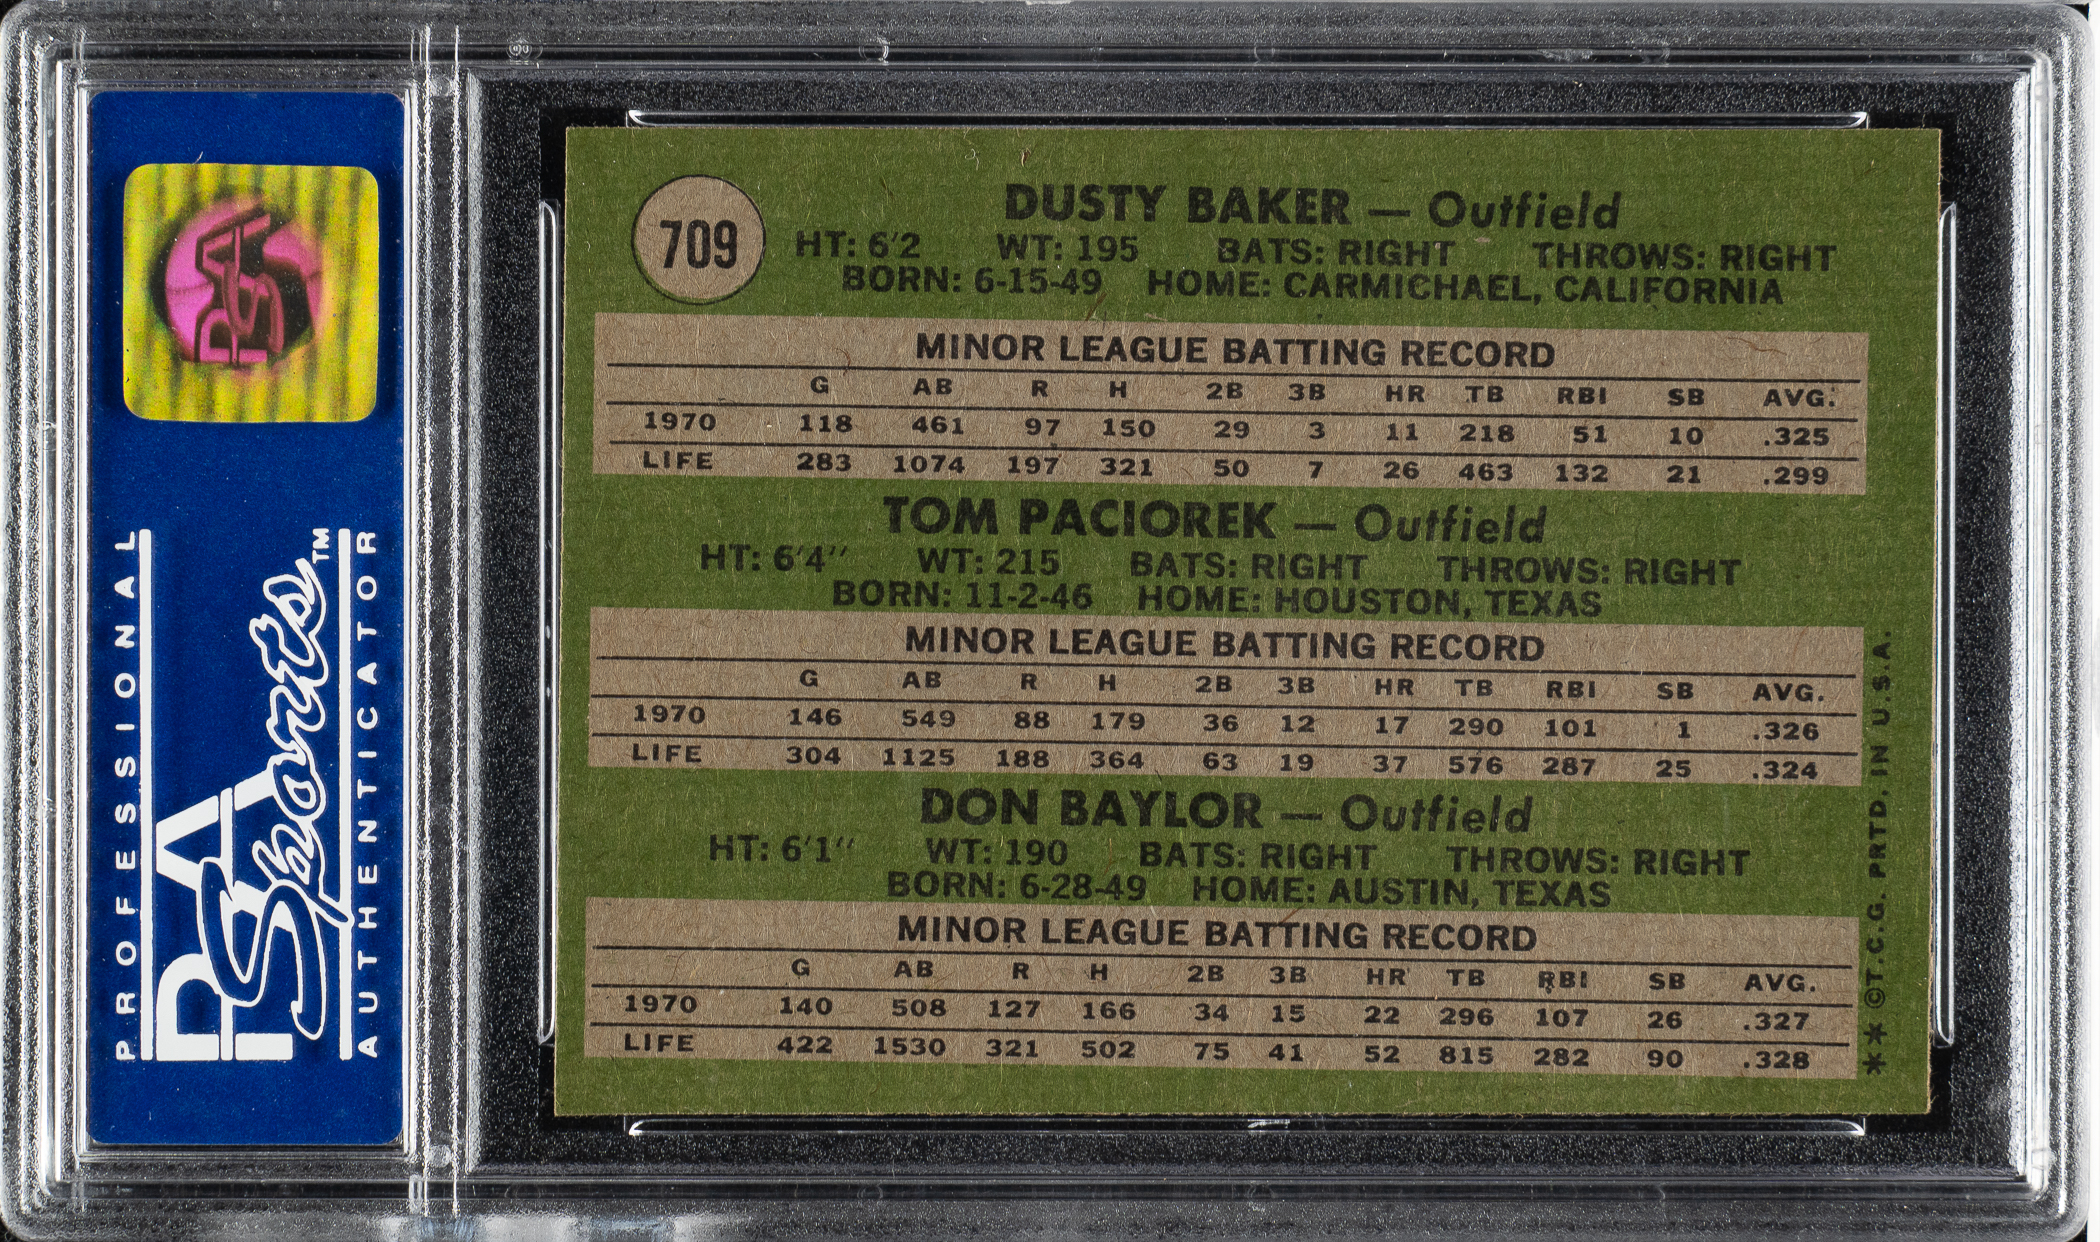 PROFESSIONAL
PSA Sports™
AUTHENTICATOR
PSA
709
DUSTY BAKER — Outfield
HT: 6'2 WT: 195 BATS: RIGHT THROWS: RIGHT
BORN: 6-15-49 HOME: CARMICHAEL, CALIFORNIA
MINOR LEAGUE BATTING RECORD
G AB R H 2B 3B HR TB RBI SB AVG.
1970 118 461 97 150 29 3 11 218 51 10 .325
LIFE 283 1074 197 321 50 7 26 463 132 21 .299
TOM PACIOREK — Outfield
HT: 6'4" WT: 215 BATS: RIGHT THROWS: RIGHT
BORN: 11-2-46 HOME: HOUSTON, TEXAS
MINOR LEAGUE BATTING RECORD
G AB R H 2B 3B HR TB RBI SB AVG.
1970 146 549 88 179 36 12 17 290 101 1 .326
LIFE 304 1125 188 364 63 19 37 576 287 25 .324
DON BAYLOR — Outfield
HT: 6'1" WT: 190 BATS: RIGHT THROWS: RIGHT
BORN: 6-28-49 HOME: AUSTIN, TEXAS
MINOR LEAGUE BATTING RECORD
G AB R H 2B 3B HR TB RBI SB AVG.
1970 140 508 127 166 34 15 22 296 107 26 .327
LIFE 422 1530 321 502 75 41 52 815 282 90 .328
**©T.C.G. PRTD. IN U.S.A.